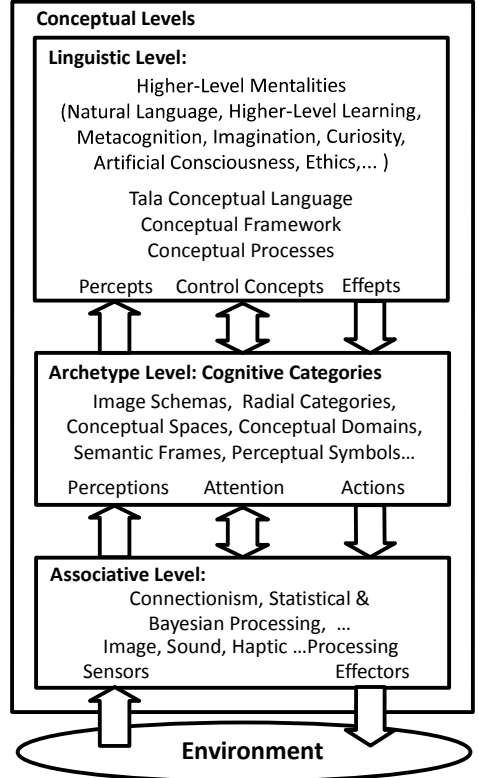 Conceptual Levels
Linguistic Level:
Higher-Level Mentalities
(Natural Language, Higher-Level Learning,
Metacognition, Imagination, Curiosity,
Artificial Consciousness, Ethics,... )
Tala Conceptual Language
Conceptual Framework
Conceptual Processes
Percepts Control Concepts Effepts
Archetype Level: Cognitive Categories
Image Schemas, Radial Categories,
Conceptual Spaces, Conceptual Domains,
Semantic Frames, Perceptual Symbols...
Perceptions Attention Actions
Associative Level:
Connectionism, Statistical &
Bayesian Processing, ...
Image, Sound, Haptic ...Processing
Sensors Effectors
Environment